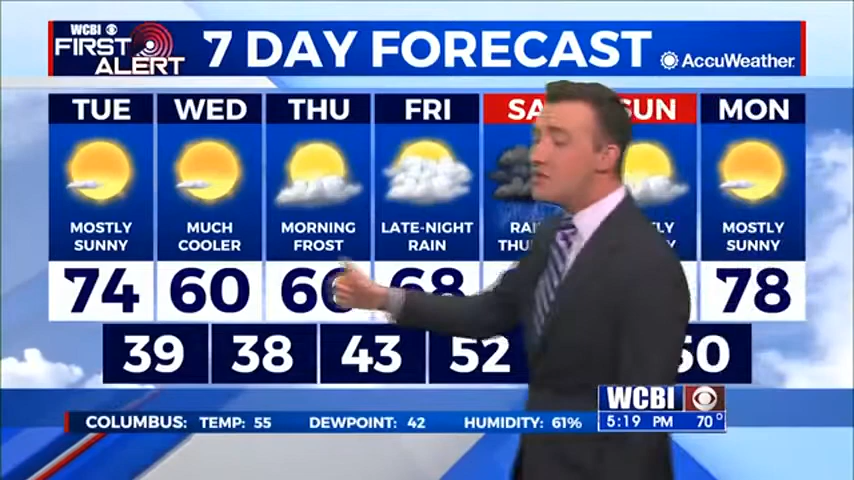 WCBI
FIRST
ALERT
7 DAY FORECAST
AccuWeather
TUE WED THU FRI SUN MON
MOSTLY
SUNNY
MUCH
COOLER
MORNING
FROST
LATE-NIGHT
RAIN
MOSTLY
SUNNY
74 60 68 78
39 38 43 52
COLUMBUS: TEMP: 55 DEWPOINT: 42 HUMIDITY: 61%
WCBI
5:19 PM 70°